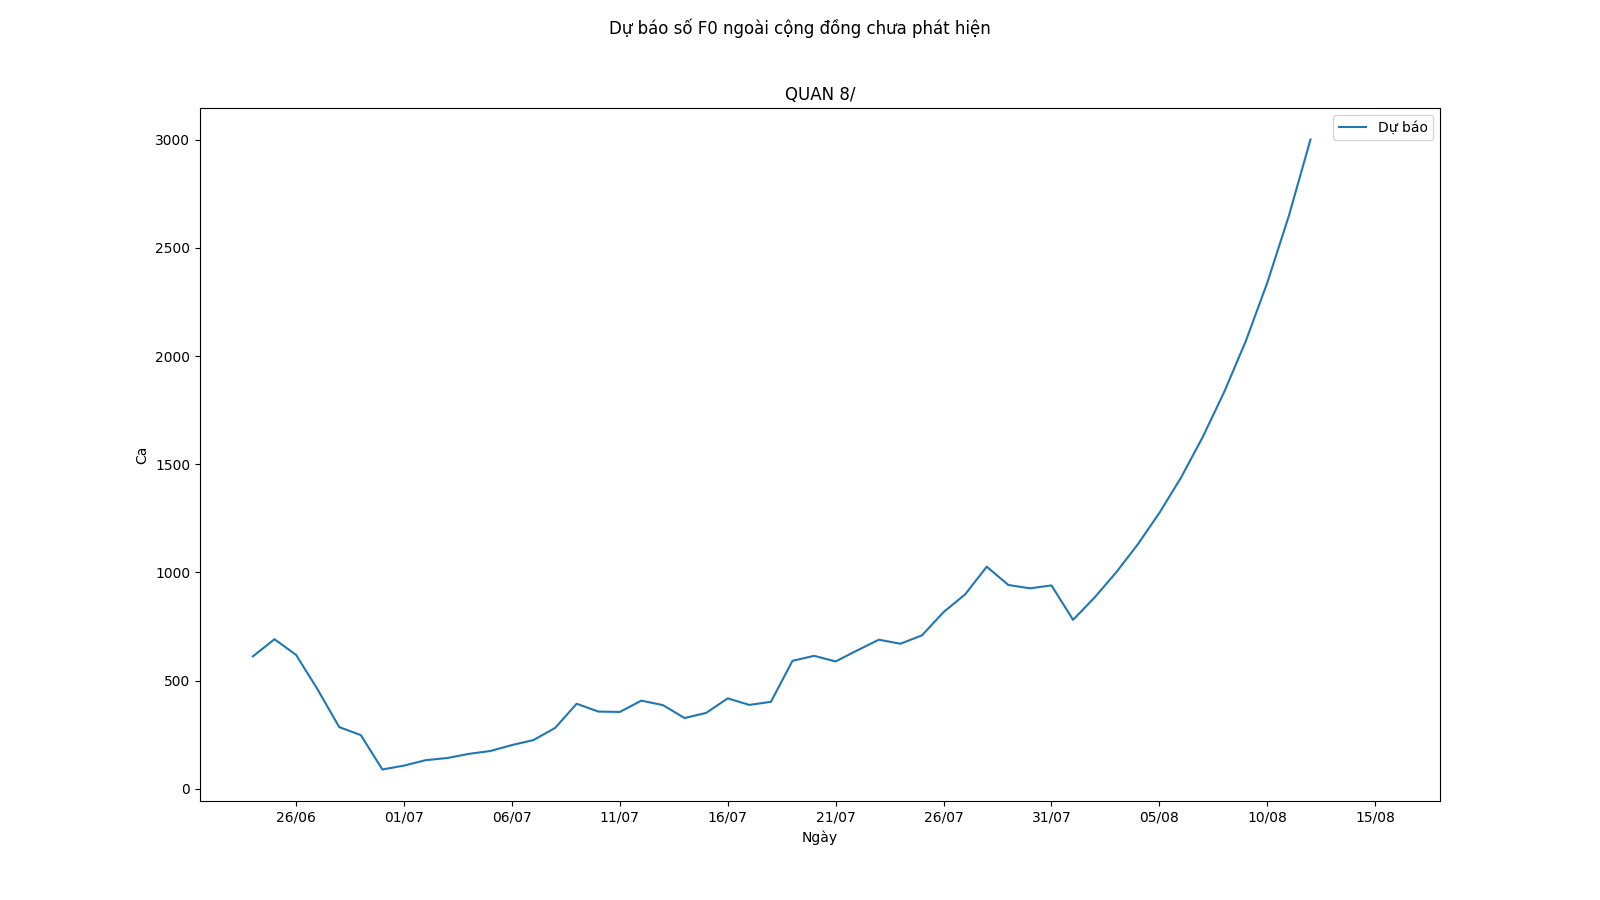 Dự báo số F0 ngoài cộng đồng chưa phát hiện
QUAN 8/
Dự báo
3000
2500
2000
1500
1000
500
0
Ca
26/06 01/07 06/07 11/07 16/07 21/07 26/07 31/07 05/08 10/08 15/08
Ngày